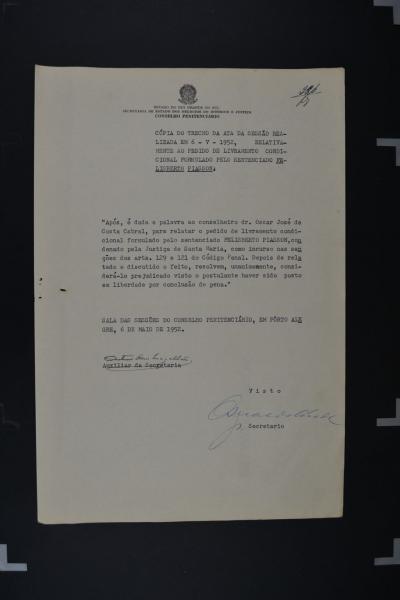 ESTADO DO RIO GRANDE DO SUL
SECRETARIA DE ESTADO DOS NEGÓCIOS DO INTERIOR E JUSTIÇA
CONSELHO PENITENCIÁRIO
CÓPIA DO TRECHO DA ATA DA SESSÃO REA-
LIZADA EM 6 - V - 1952, RELATIVA-
MENTE AO PEDIDO DE LIVRAMENTO CONDI-
CIONAL FORMULADO PELO SENTENCIADO FE-
LISBERTO PIASSUM.
"Após, é dada a palavra ao conselheiro dr. Oscar José da
Costa Cabral, para relatar o pedido de livramento condi-
cional formulado pelo sentenciado FELISBERTO PIASSUM, con
denado pela Justiça de Santa Maria, como incurso nas san
ções dos arts. 129 e 121 do Código Penal. Depois de rela
tado e discutido o feito, resolvem, unanimemente, consi
derá-lo prejudicado visto o postulante haver sido posto
em liberdade por conclusão de pena."
SALA DAS SESSÕES DO CONSELHO PENITENCIÁRIO, EM PÔRTO ALE
GRE, 6 DE MAIO DE 1952.
Auxiliar da Secretaria
Visto
Secretario